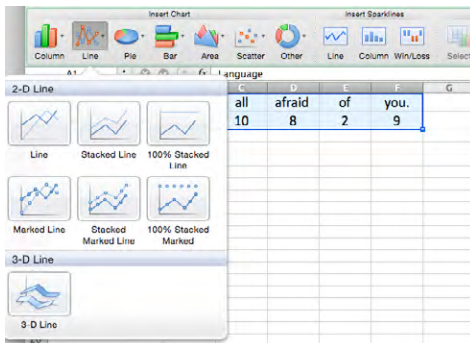 Insert Chart Insert Sparklines
Column Line Pie Bar Area Scatter Other Line Column Win/Loss Select
A1 fx Language
2-D Line
C D E F G
all afraid of you.
10 8 2 9
Line Stacked Line 100% Stacked Line
Marked Line Stacked Marked Line 100% Stacked Marked
3-D Line
3-D Line